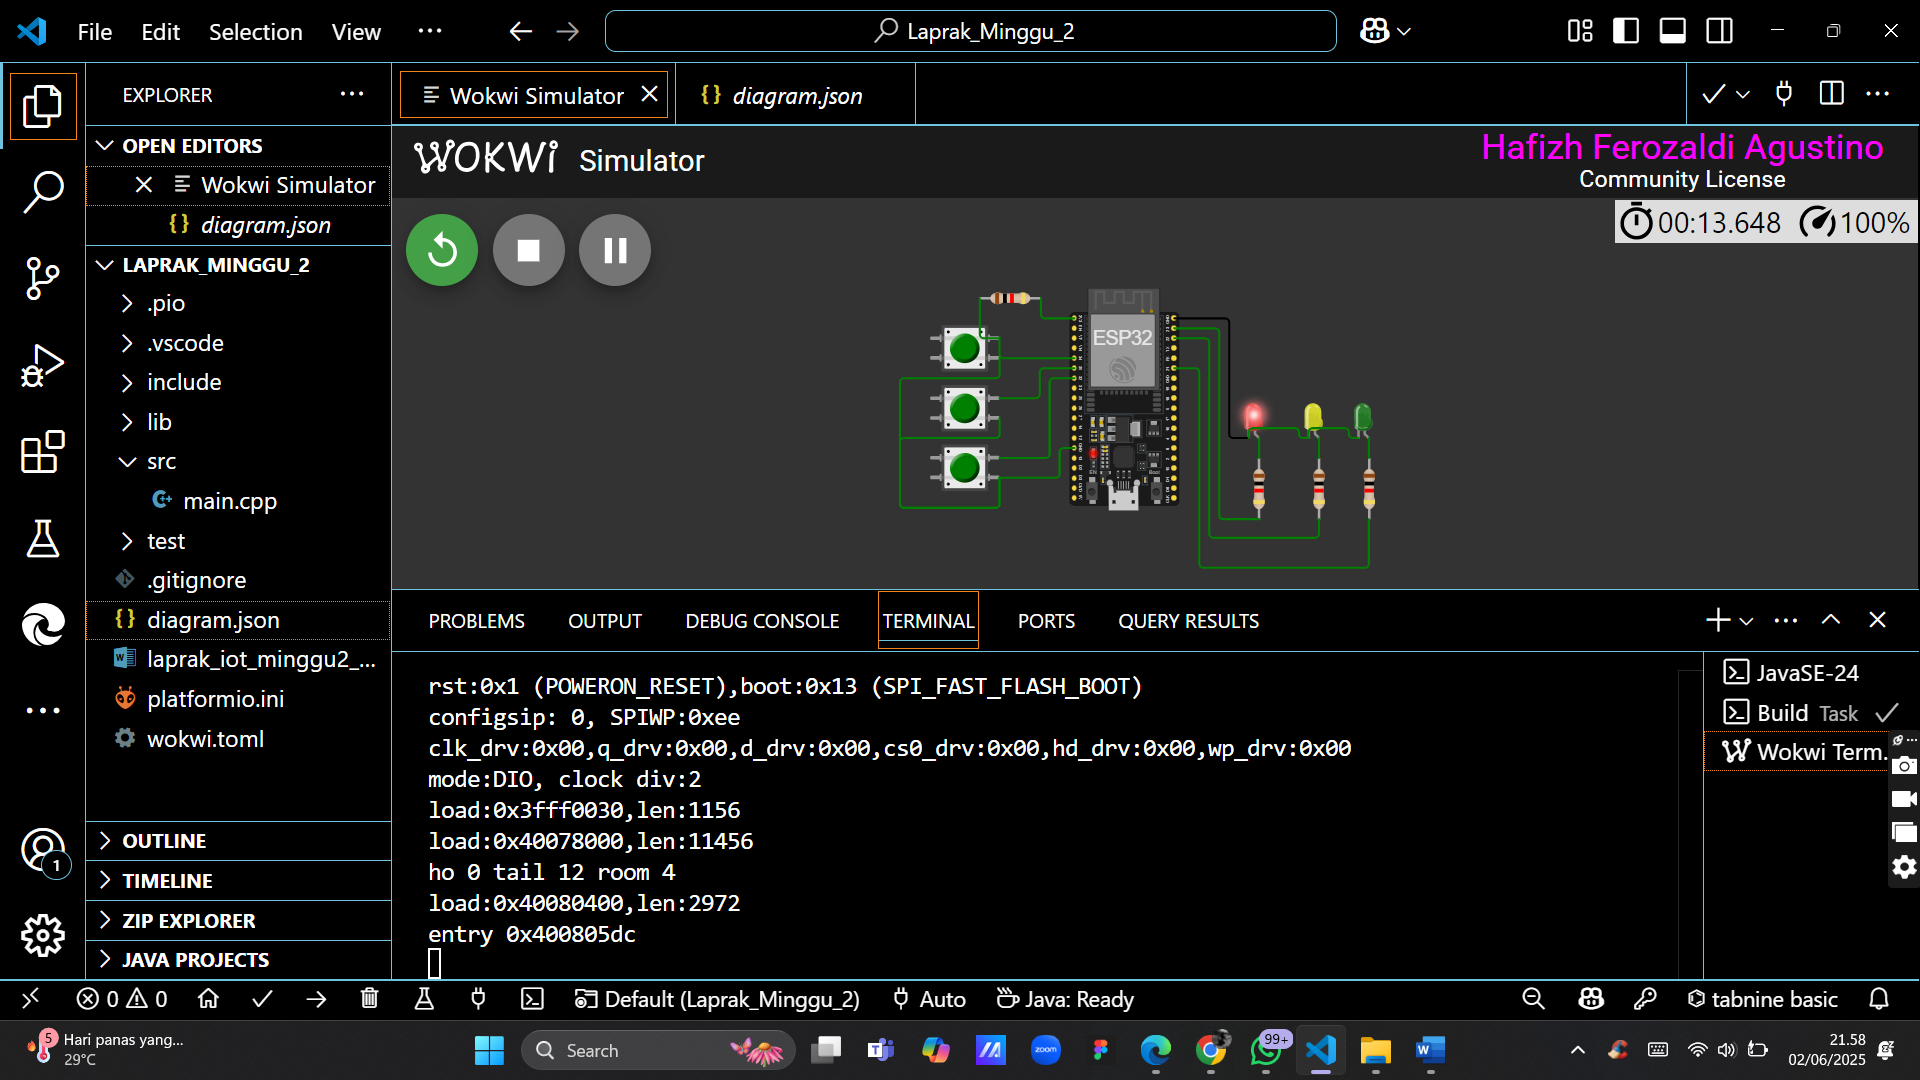 File Edit Selection View ··· Laprak_Minggu_2
EXPLORER
OPEN EDITORS
Wokwi Simulator
diagram.json
LAPRAK_MINGGU_2
.pio
.vscode
include
lib
src
main.cpp
test
.gitignore
diagram.json
laprak_iot_minggu2_...
platformio.ini
wokwi.toml
OUTLINE
TIMELINE
ZIP EXPLORER
JAVA PROJECTS
1
Wokwi Simulator diagram.json
WOKWi Simulator
Hafizh Ferozaldi Agustino
Community License
00:13.648 100%
ESP32
EN Boot
PROBLEMS OUTPUT DEBUG CONSOLE TERMINAL PORTS QUERY RESULTS
rst:0x1 (POWERON_RESET),boot:0x13 (SPI_FAST_FLASH_BOOT)
configsip: 0, SPIWP:0xee
clk_drv:0x00,q_drv:0x00,d_drv:0x00,cs0_drv:0x00,hd_drv:0x00,wp_drv:0x00
mode:DIO, clock div:2
load:0x3fff0030,len:1156
load:0x40078000,len:11456
ho 0 tail 12 room 4
load:0x40080400,len:2972
entry 0x400805dc
JavaSE-24
Build Task
Wokwi Term...
0 0 Default (Laprak_Minggu_2) Auto Java: Ready tabnine basic
5 Hari panas yang...
29°C
Search
zoom
99+
21.58
02/06/2025